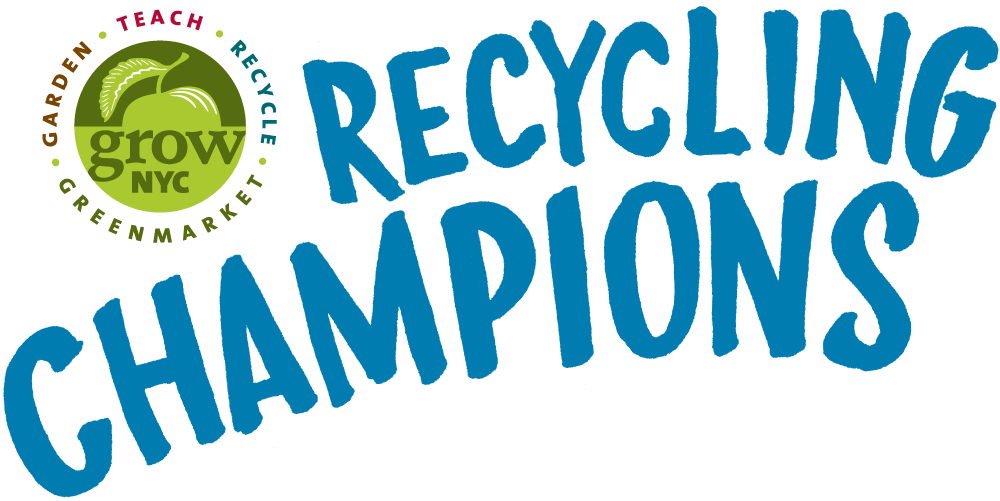 GARDEN • TEACH • RECYCLE • GREENMARKET •
grow
NYC
RECYCLING
CHAMPIONS